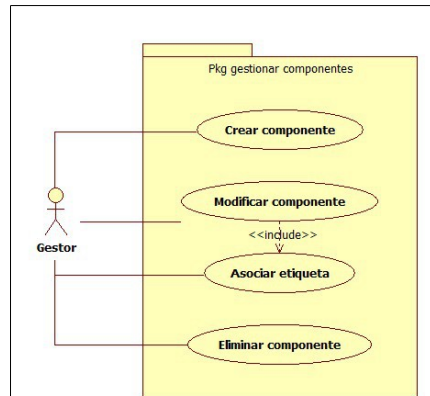 Pkg gestionar componentes
Crear componente
Modificar componente
<<include>>
Gestor
Asociar etiqueta
Eliminar componente